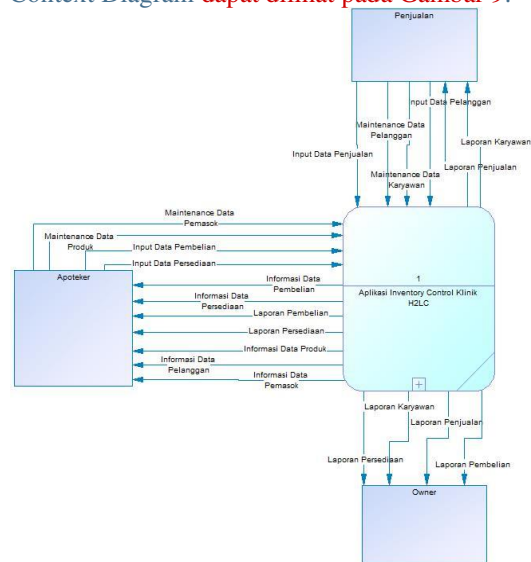 Context Diagram dapat dilihat pada Gambar 9.
Penjualan
nput Data Pelanggan
Maintenance Data
Pelanggan
Laporan Karyawan
Input Data Penjualan
Laporan Penjualan
Maintenance Data
Karyawan
Maintenance Data
Pemasok
Maintenance Data
Produk
Input Data Pembelian
Input Data Persediaan
Apoteker
Informasi Data
Pembelian
Informasi Data
Persediaan
Laporan Pembelian
Laporan Persediaan
Informasi Data Produk
Informasi Data
Pelanggan
Informasi Data
Pemasok
1
Aplikasi Inventory Control Klinik
H2LC
Laporan Karyawan
Laporan Penjualan
Laporan Persediaan
Laporan Pembelian
Owner